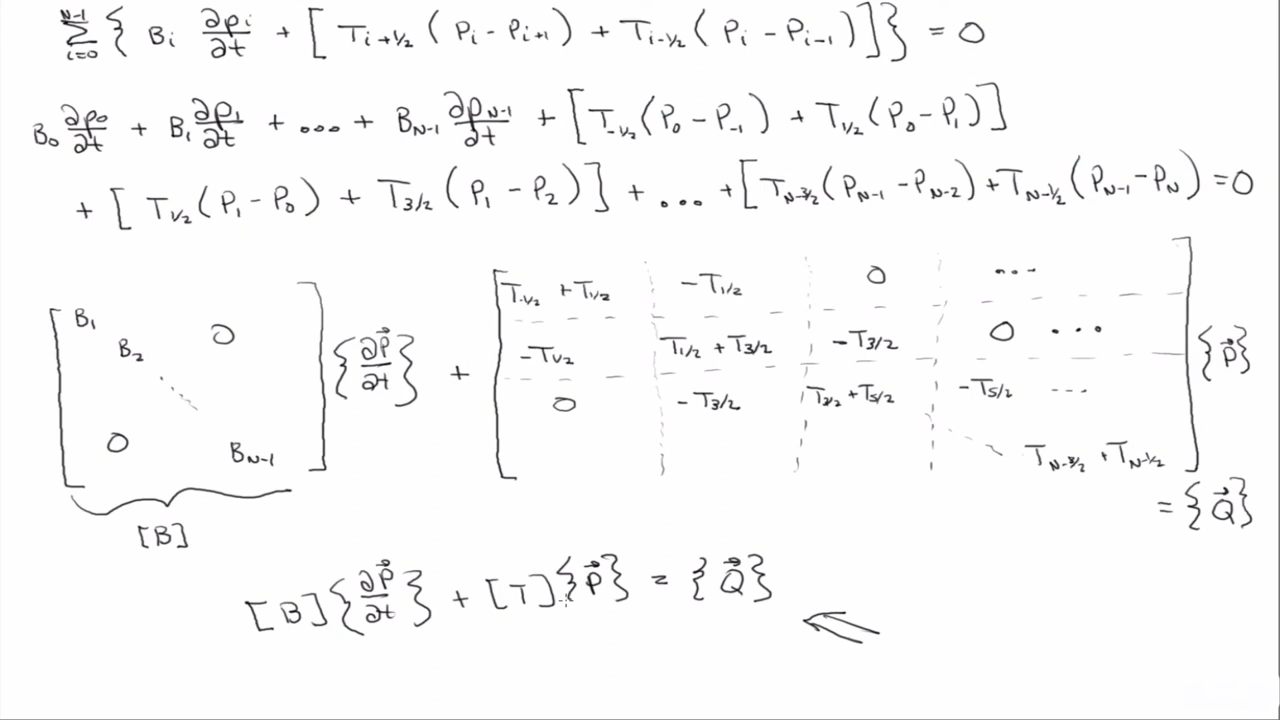 ∑_{i=0}^{N-1} { B_i ∂p_i/∂t + [ T_{i+1/2} ( P_i - P_{i+1} ) + T_{i-1/2} ( P_i - P_{i-1} ) ] } = 0
B_0 ∂p_0/∂t + B_1 ∂p_1/∂t + ... + B_{N-1} ∂p_{N-1}/∂t + [ T_{-1/2} ( P_0 - P_{-1} ) + T_{1/2} ( P_0 - P_1 ) ]
+ [ T_{1/2} ( P_1 - P_0 ) + T_{3/2} ( P_1 - P_2 ) ] + ... + [ T_{N-3/2} ( P_{N-1} - P_{N-2} ) + T_{N-1/2} ( P_{N-1} - P_N ) = 0
[ B_1 0 ] T_{-1/2} + T_{1/2} -T_{1/2} 0 ...
B_2 { ∂P⃗/∂t } + [ -T_{1/2} T_{1/2} + T_{3/2} -T_{3/2} 0 ... ] { P⃗ }
0 -T_{3/2} T_{3/2} + T_{5/2} -T_{5/2} ...
0 B_{N-1} T_{N-3/2} + T_{N-1/2}
= { Q⃗ }
[B]
[B] { ∂P⃗/∂t } + [T] { P⃗ } = { Q⃗ }